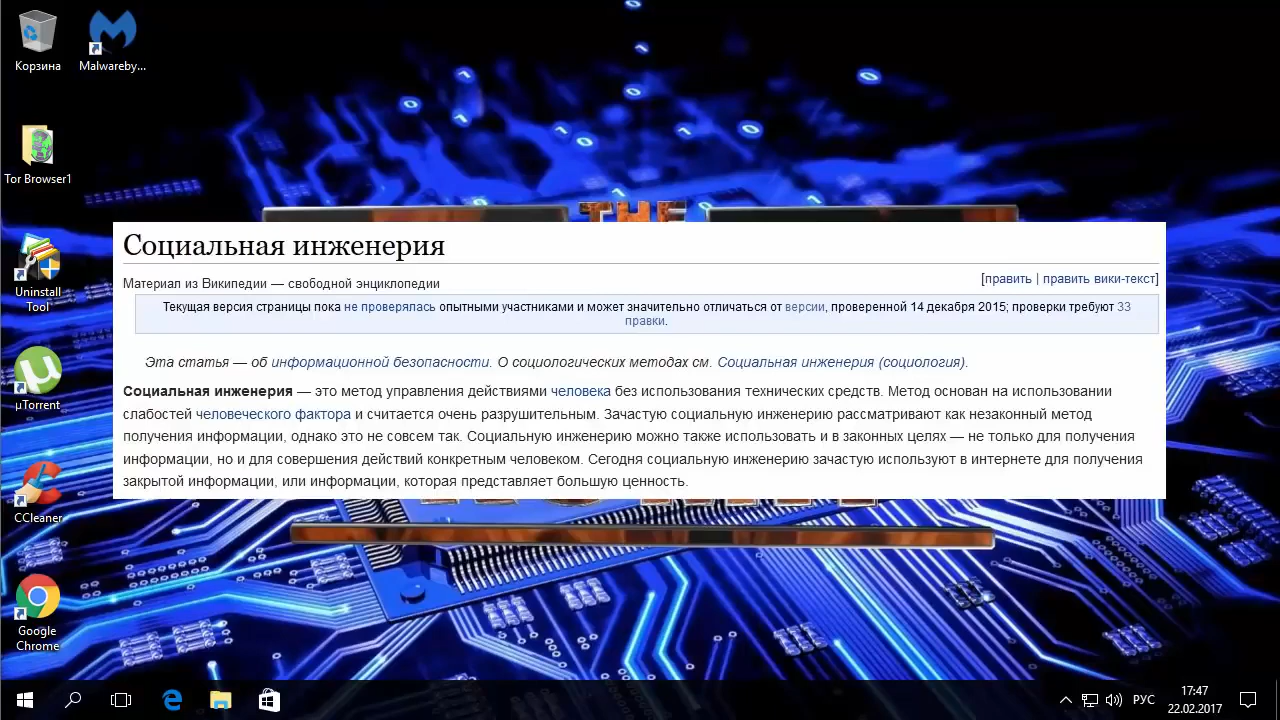 Корзина
Malwareby...
Tor Browser1
Uninstall
Tool
µTorrent
CCleaner
Google
Chrome
THE
Социальная инженерия
[править | править вики-текст]
Материал из Википедии — свободной энциклопедии
Текущая версия страницы пока не проверялась опытными участниками и может значительно отличаться от версии, проверенной 14 декабря 2015; проверки требуют 33
правки.
Эта статья — об информационной безопасности. О социологических методах см. Социальная инженерия (социология).
Социальная инженерия — это метод управления действиями человека без использования технических средств. Метод основан на использовании
слабостей человеческого фактора и считается очень разрушительным. Зачастую социальную инженерию рассматривают как незаконный метод
получения информации, однако это не совсем так. Социальную инженерию можно также использовать и в законных целях — не только для получения
информации, но и для совершения действий конкретным человеком. Сегодня социальную инженерию зачастую используют в интернете для получения
закрытой информации, или информации, которая представляет большую ценность.
РУС
17:47
22.02.2017